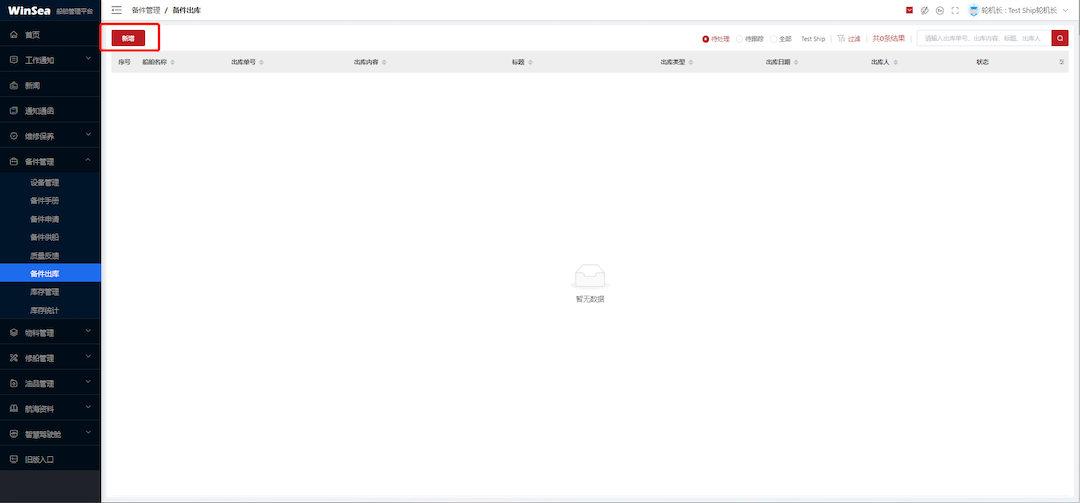 WinSea 船舶管理平台
备件管理 / 备件出库
轮机长 : Test Ship轮机长
首页
工作通知
新闻
通知通函
维修保养
备件管理
设备管理
备件手册
备件申请
备件供船
质量反馈
备件出库
库存管理
库存统计
物料管理
修船管理
油品管理
航海资料
智慧驾驶舱
旧版入口
新增
待处理 待跟踪 全部 Test Ship 过滤 共0条结果 请输入出库单号、出库内容、标题、出库人
序号 船舶名称 出库单号 出库内容 标题 出库类型 出库日期 出库人 状态
暂无数据